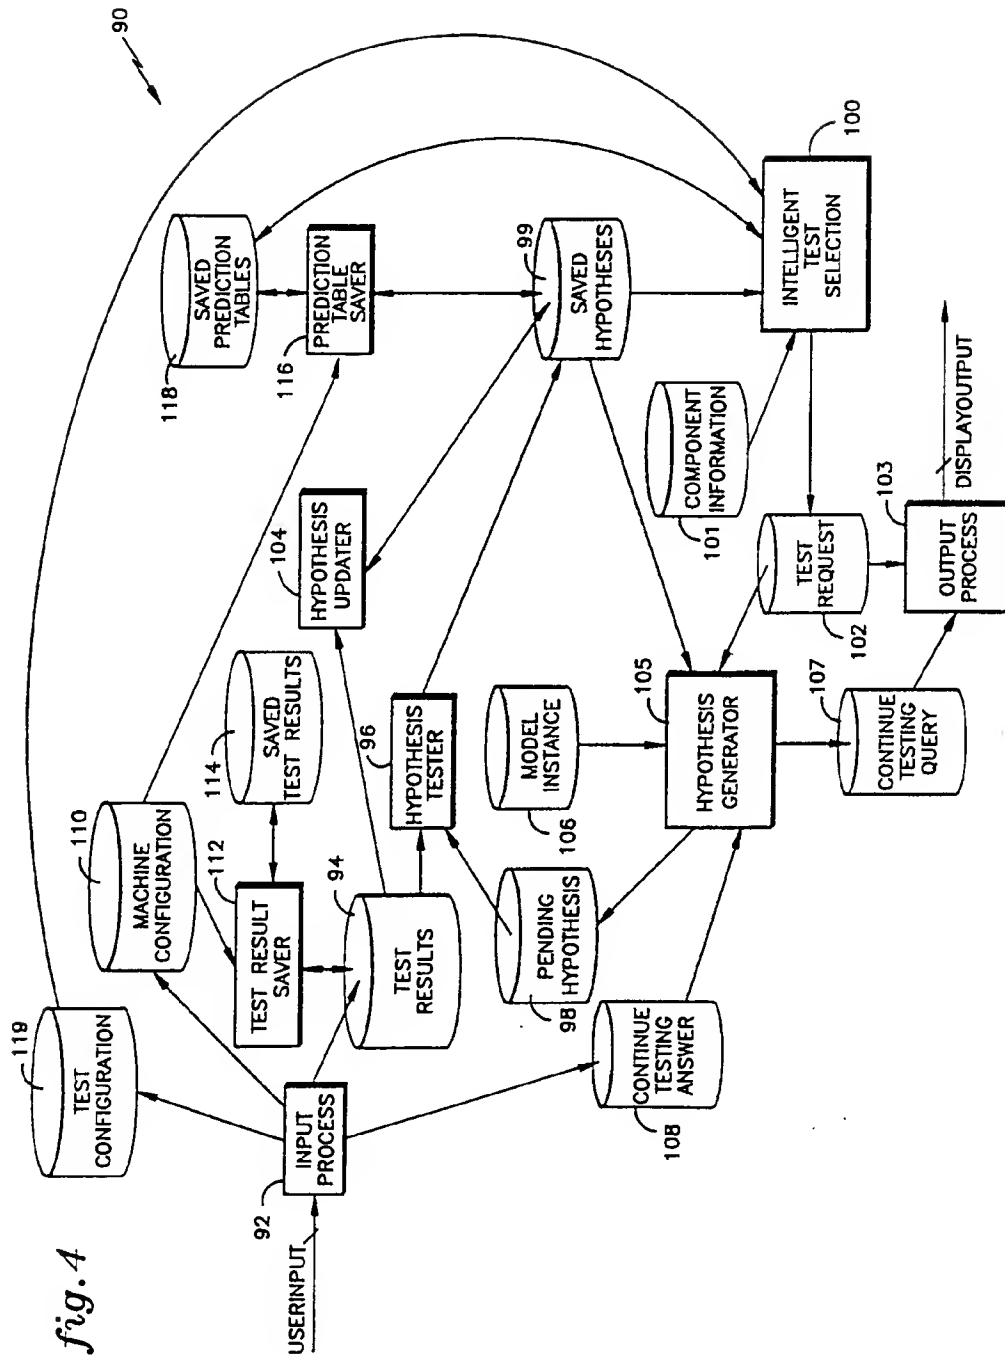 fig.4
90
119
TEST
CONFIGURATION
110
MACHINE
CONFIGURATION
112
TEST RESULT
SAVER
114
SAVED
TEST RESULTS
94
TEST
RESULTS
92
INPUT
PROCESS
USERINPUT
104
HYPOTHESIS
UPDATER
96
HYPOTHESIS
TESTER
118
SAVED
PREDICTION
TABLES
116
PREDICTION
TABLE
SAVER
99
SAVED
HYPOTHESES
98
PENDING
HYPOTHESIS
106
MODEL
INSTANCE
108
CONTINUE
TESTING
ANSWER
105
HYPOTHESIS
GENERATOR
101
COMPONENT
INFORMATION
100
INTELLIGENT
TEST
SELECTION
102
TEST
REQUEST
107
CONTINUE
TESTING
QUERY
103
OUTPUT
PROCESS
DISPLAYOUTPUT